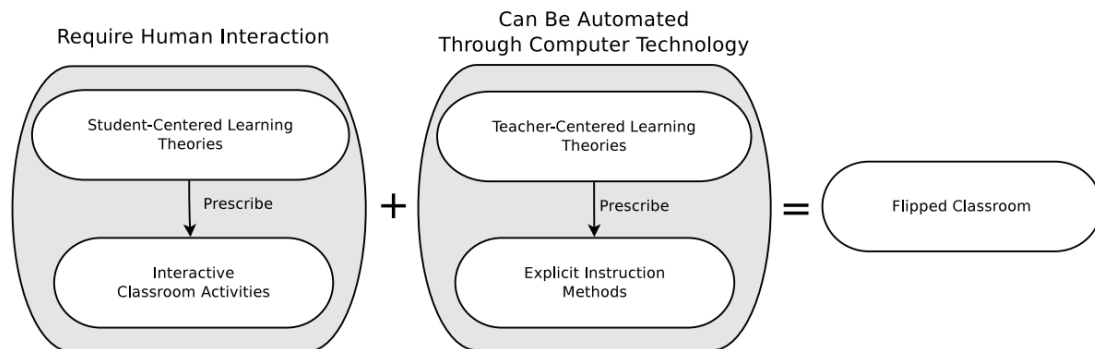 Require Human Interaction
Student-Centered Learning
Theories
Prescribe
Interactive
Classroom Activities
+
Can Be Automated
Through Computer Technology
Teacher-Centered Learning
Theories
Prescribe
Explicit Instruction
Methods
=
Flipped Classroom